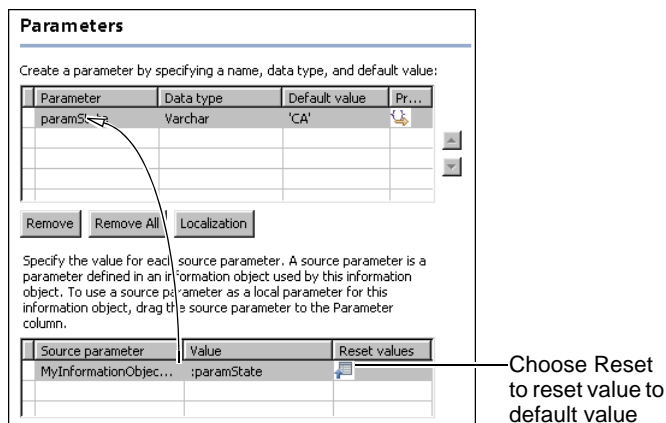 Parameters
Create a parameter by specifying a name, data type, and default value:
Parameter Data type Default value Pr...
paramState Varchar 'CA'
Remove Remove All Localization
Specify the value for each source parameter. A source parameter is a
parameter defined in an information object used by this information
object. To use a source parameter as a local parameter for this
information object, drag the source parameter to the Parameter
column.
Source parameter Value Reset values
MyInformationObjec... :paramState
Choose Reset
to reset value to
default value